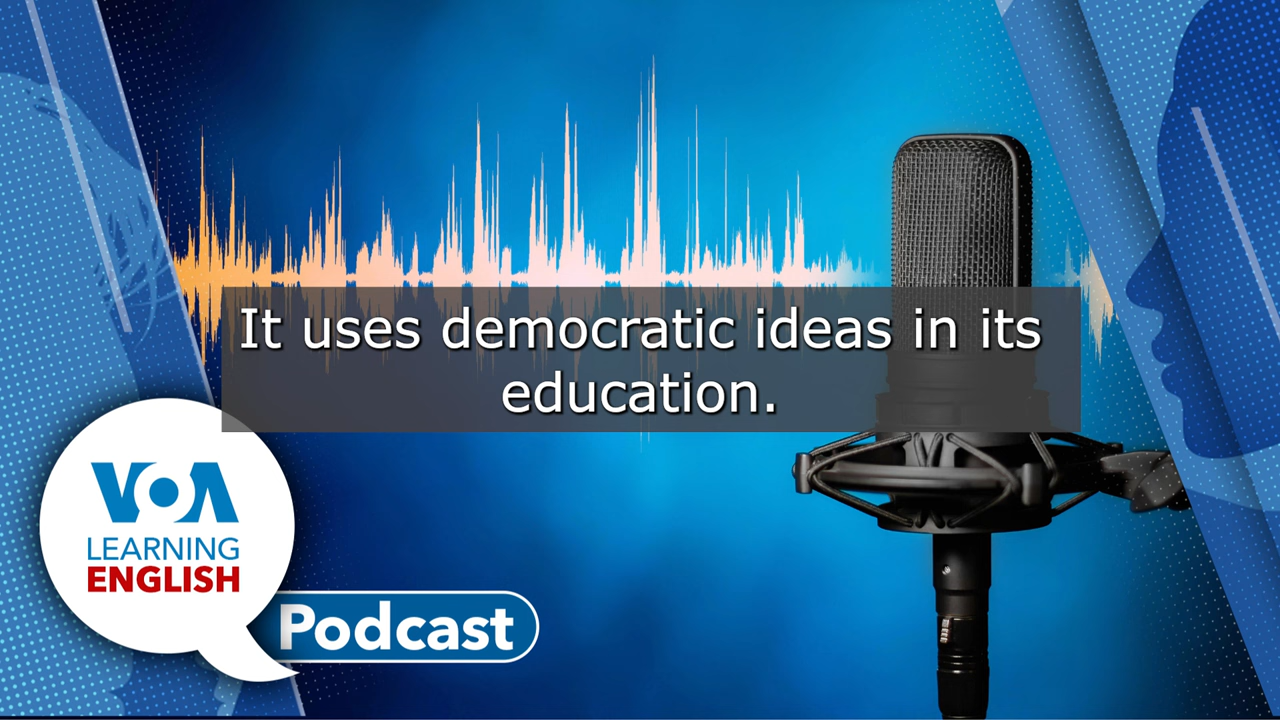 It uses democratic ideas in its
education.
VOA
LEARNING
ENGLISH
Podcast